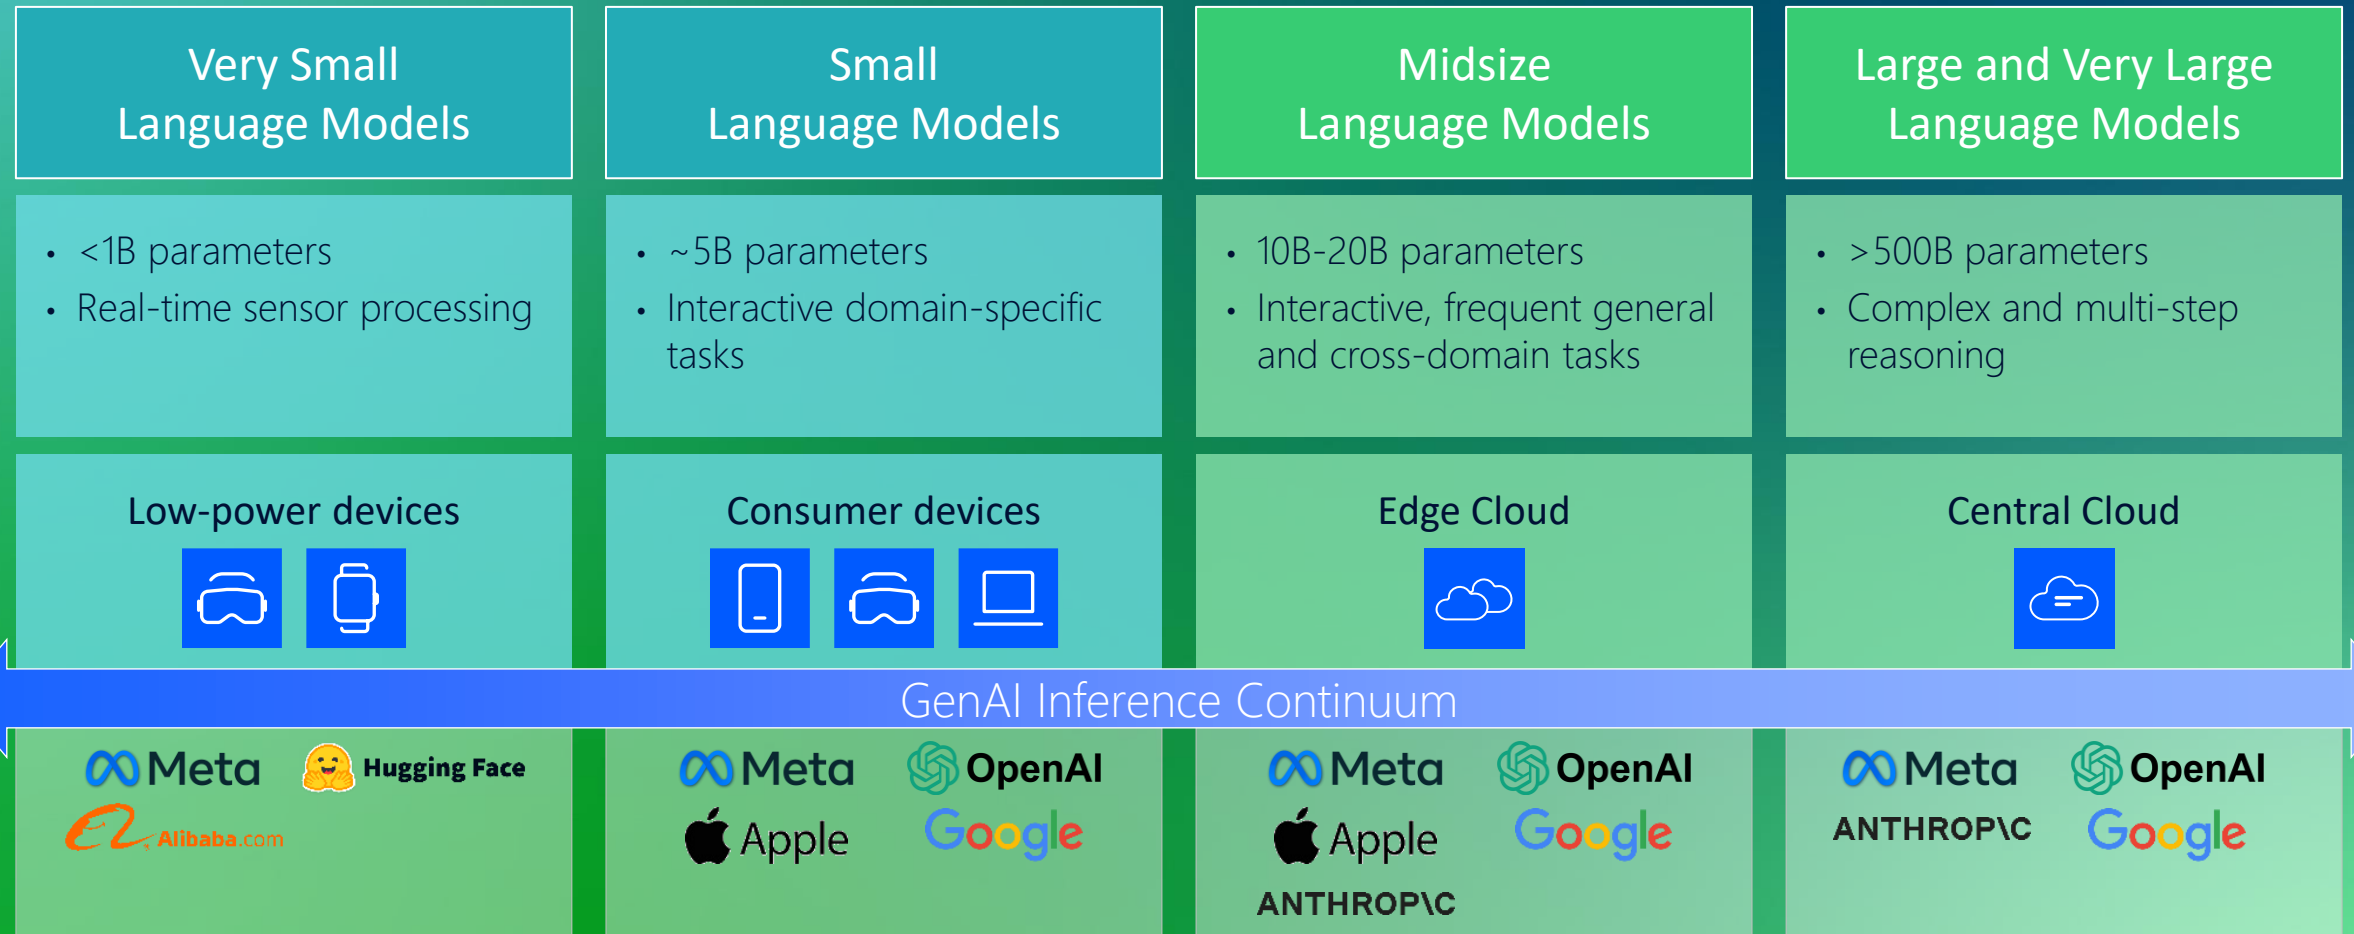 Very Small
Language Models
Small
Language Models
Midsize
Language Models
Large and Very Large
Language Models
• <1B parameters
• Real-time sensor processing
• ~5B parameters
• Interactive domain-specific
tasks
• 10B-20B parameters
• Interactive, frequent general
and cross-domain tasks
• >500B parameters
• Complex and multi-step
reasoning
Low-power devices
Consumer devices
Edge Cloud
Central Cloud
GenAI Inference Continuum
Meta
Hugging Face
Alibaba.com
Meta
OpenAI
Apple
Google
Meta
OpenAI
Apple
Google
ANTHROP\C
Meta
OpenAI
ANTHROP\C
Google